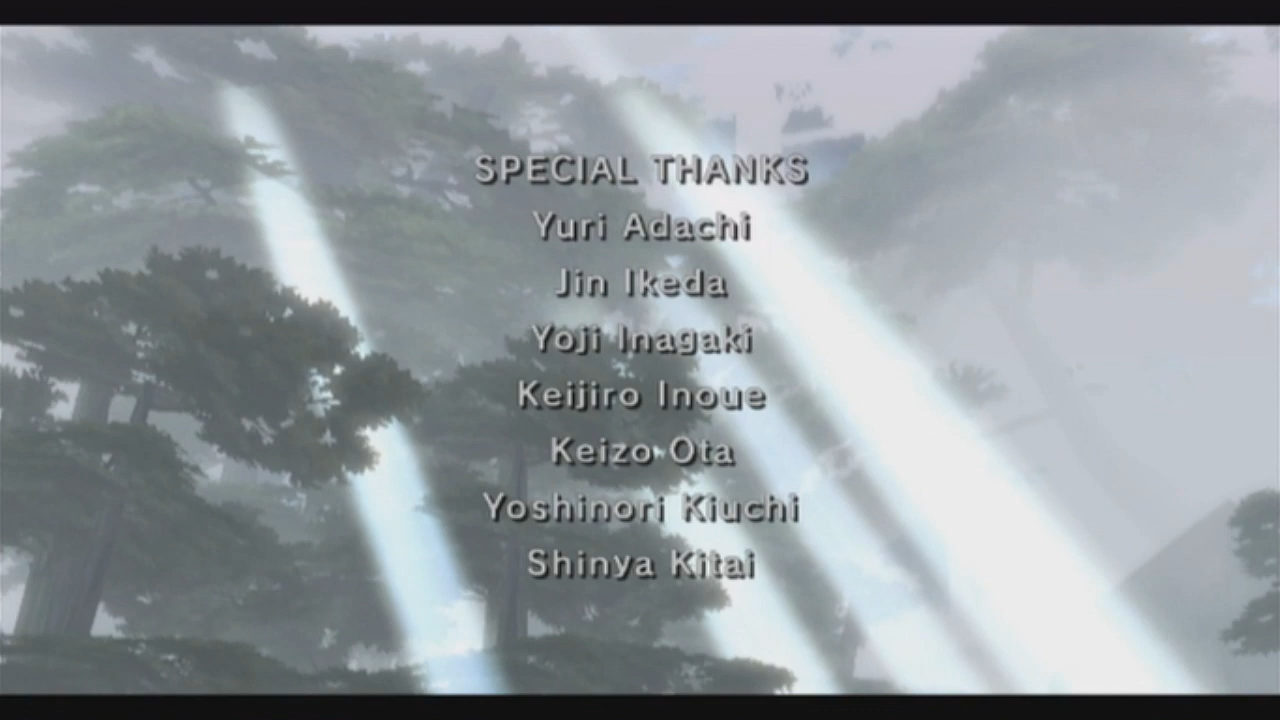 SPECIAL THANKS
Yuri Adachi
Jin Ikeda
Yoji Inagaki
Keijiro Inoue
Keizo Ota
Yoshinori Kiuchi
Shinya Kitai